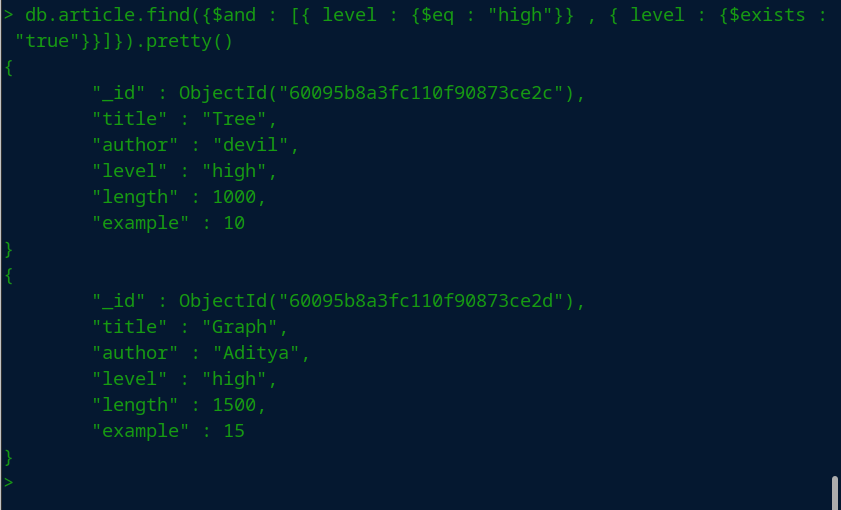 > db.article.find({$and : [{ level : {$eq : "high"}} , { level : {$exists :
"true"}}]}).pretty()
{
"_id" : ObjectId("60095b8a3fc110f90873ce2c"),
"title" : "Tree",
"author" : "devil",
"level" : "high",
"length" : 1000,
"example" : 10
}
{
"_id" : ObjectId("60095b8a3fc110f90873ce2d"),
"title" : "Graph",
"author" : "Aditya",
"level" : "high",
"length" : 1500,
"example" : 15
}
>